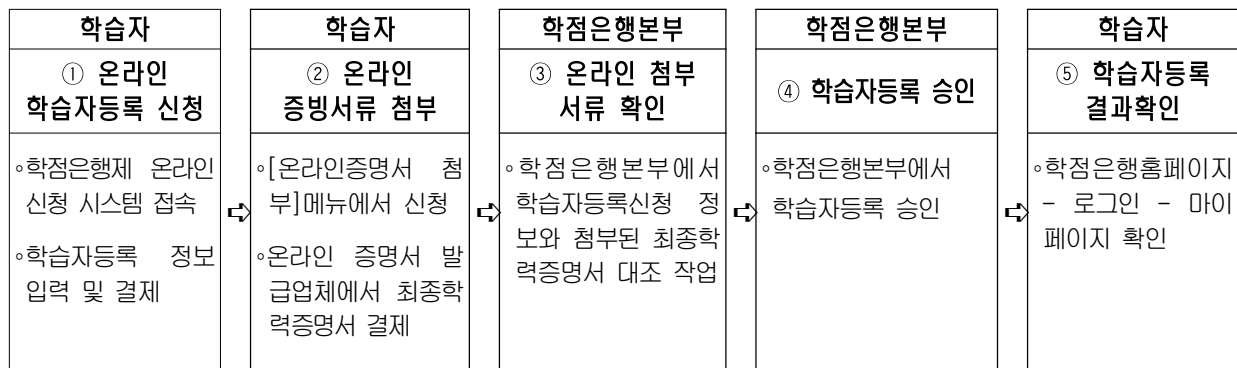 학습자
① 온라인
학습자등록 신청
◦학점은행제 온라인
신청 시스템 접속
◦학습자등록 정보
입력 및 결제
⇨
학습자
② 온라인
증빙서류 첨부
◦[온라인증명서 첨
부]메뉴에서 신청
◦온라인 증명서 발
급업체에서 최종학
력증명서 결제
⇨
학점은행본부
③ 온라인 첨부
서류 확인
◦학점은행본부에서
학습자등록신청 정
보와 첨부된 최종학
력증명서 대조 작업
⇨
학점은행본부
④ 학습자등록 승인
◦학점은행본부에서
학습자등록 승인
⇨
학습자
⑤ 학습자등록
결과확인
◦학점은행홈페이지
- 로그인 - 마이
페이지 확인